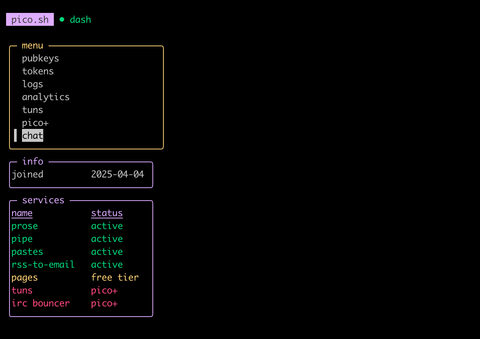 pico.sh ● dash
menu
pubkeys
tokens
logs
analytics
tuns
pico+
chat
info
joined 2025-04-04
services
name status
prose active
pipe active
pastes active
rss-to-email active
pages free tier
tuns pico+
irc bouncer pico+